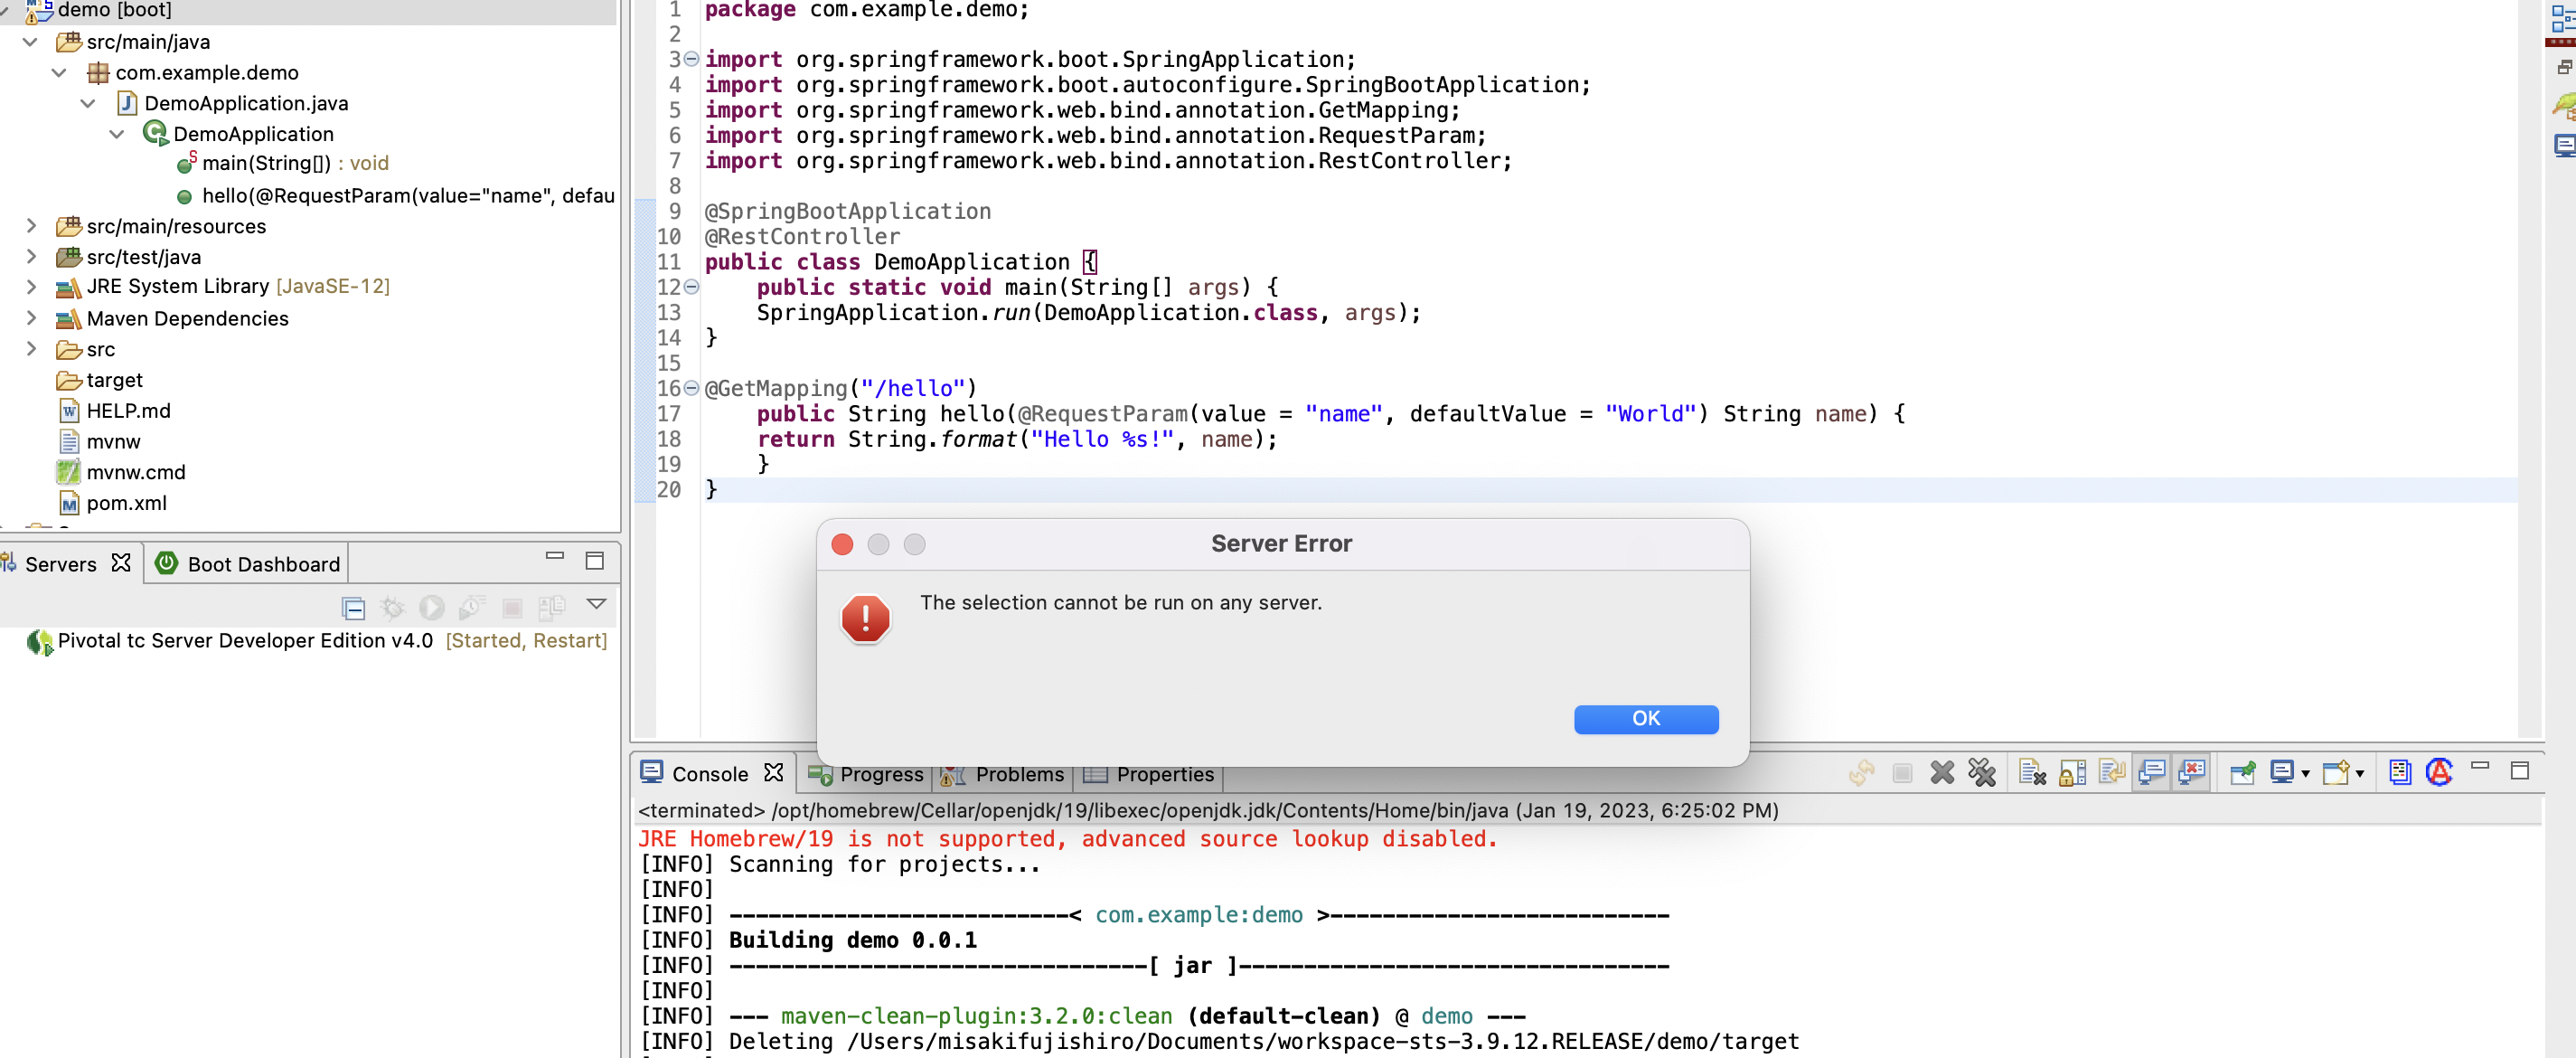 demo [boot]
src/main/java
com.example.demo
DemoApplication.java
DemoApplication
main(String[]) : void
hello(@RequestParam(value="name", defau
src/main/resources
src/test/java
JRE System Library [JavaSE-12]
Maven Dependencies
src
target
HELP.md
mvnw
mvnw.cmd
pom.xml
Servers
Boot Dashboard
Pivotal tc Server Developer Edition v4.0 [Started, Restart]
1 package com.example.demo;
2
3 import org.springframework.boot.SpringApplication;
4 import org.springframework.boot.autoconfigure.SpringBootApplication;
5 import org.springframework.web.bind.annotation.GetMapping;
6 import org.springframework.web.bind.annotation.RequestParam;
7 import org.springframework.web.bind.annotation.RestController;
8
9 @SpringBootApplication
10 @RestController
11 public class DemoApplication {
12     public static void main(String[] args) {
13     SpringApplication.run(DemoApplication.class, args);
14 }
15
16 @GetMapping("/hello")
17     public String hello(@RequestParam(value = "name", defaultValue = "World") String name) {
18     return String.format("Hello %s!", name);
19     }
20 }
Server Error
The selection cannot be run on any server.
OK
Console Progress Problems Properties
<terminated> /opt/homebrew/Cellar/openjdk/19/libexec/openjdk.jdk/Contents/Home/bin/java (Jan 19, 2023, 6:25:02 PM)
JRE Homebrew/19 is not supported, advanced source lookup disabled.
[INFO] Scanning for projects...
[INFO]
[INFO] --------------------------< com.example:demo >--------------------------
[INFO] Building demo 0.0.1
[INFO] --------------------------------[ jar ]---------------------------------
[INFO]
[INFO] --- maven-clean-plugin:3.2.0:clean (default-clean) @ demo ---
[INFO] Deleting /Users/misakifujishiro/Documents/workspace-sts-3.9.12.RELEASE/demo/target